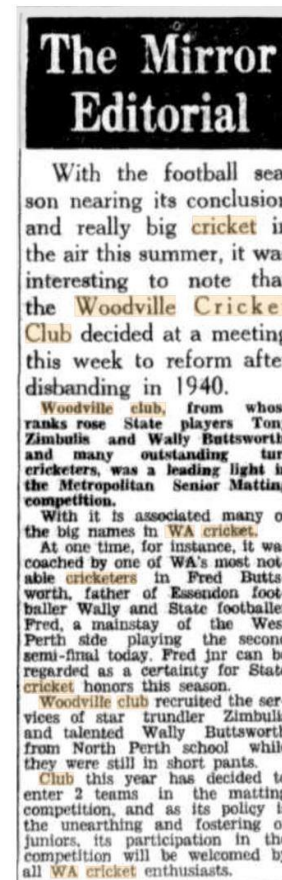 The Mirror
Editorial
With the football sea
son nearing its conclusion
and really big cricket in
the air this summer, it wa
interesting to note tha
the Woodville Cricke
Club decided at a meeting
this week to reform afte
disbanding in 1940.
Woodville club, from whos
ranks rose State players Ton
Zimbulis and Wally Buttsworth
and many outstanding tur
cricketers, was a leading light i
the Metropolitan Senior Mattin
competition.
With it is associated many o
the big names in WA cricket.
At one time, for instance, it wa
coached by one of WA's most not-
able cricketers in Fred Butts
worth, father of Essendon foot
baller Wally and State footballe
Fred, a mainstay of the Wes
Perth side playing the secon
semi-final today. Fred jnr can b
regarded as a certainty for Stat
cricket honors this season.
Woodville club recruited the ser
vices of star trundler Zimbuli
and talented Wally Buttsworth
from North Perth school whil
they were still in short pants.
Club this year has decided t
enter 2 teams in the matting
competition, and as its policy i
the unearthing and fostering o
juniors, its participation in th
competition will be welcomed b
all WA cricket enthusiasts.